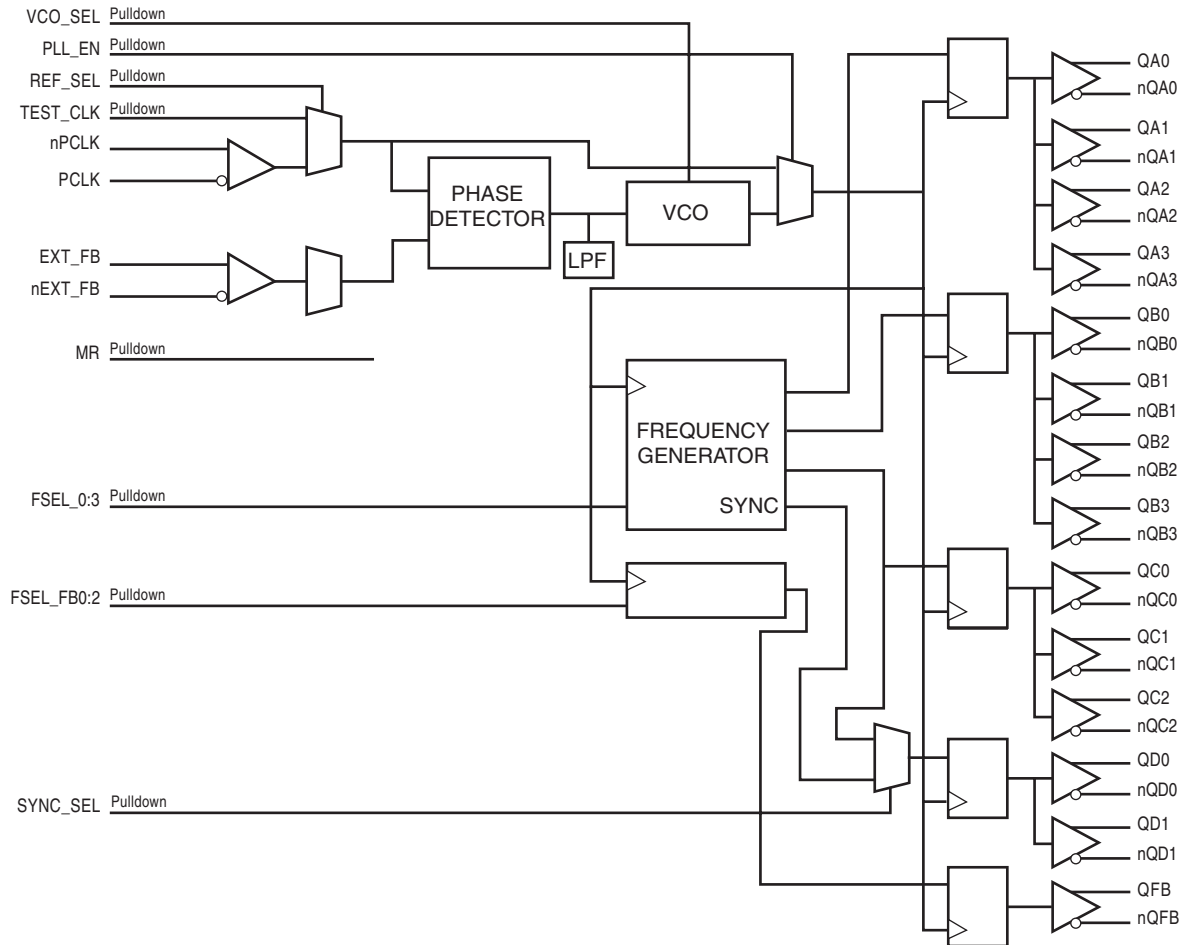 VCO_SEL Pulldown
PLL_EN Pulldown
REF_SEL Pulldown
TEST_CLK Pulldown
nPCLK
PCLK
EXT_FB
nEXT_FB
MR Pulldown
FSEL_0:3 Pulldown
FSEL_FB0:2 Pulldown
SYNC_SEL Pulldown
PHASE
DETECTOR
LPF
VCO
FREQUENCY
GENERATOR
SYNC
QA0
nQA0
QA1
nQA1
QA2
nQA2
QA3
nQA3
QB0
nQB0
QB1
nQB1
QB2
nQB2
QB3
nQB3
QC0
nQC0
QC1
nQC1
QC2
nQC2
QD0
nQD0
QD1
nQD1
QFB
nQFB